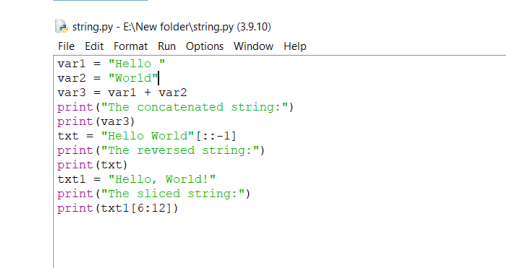 string.py - E:\New folder\string.py (3.9.10)
File Edit Format Run Options Window Help
var1 = "Hello "
var2 = "World"
var3 = var1 + var2
print("The concatenated string:")
print(var3)
txt = "Hello World"[::-1]
print("The reversed string:")
print(txt)
txt1 = "Hello, World!"
print("The sliced string:")
print(txt1[6:12])